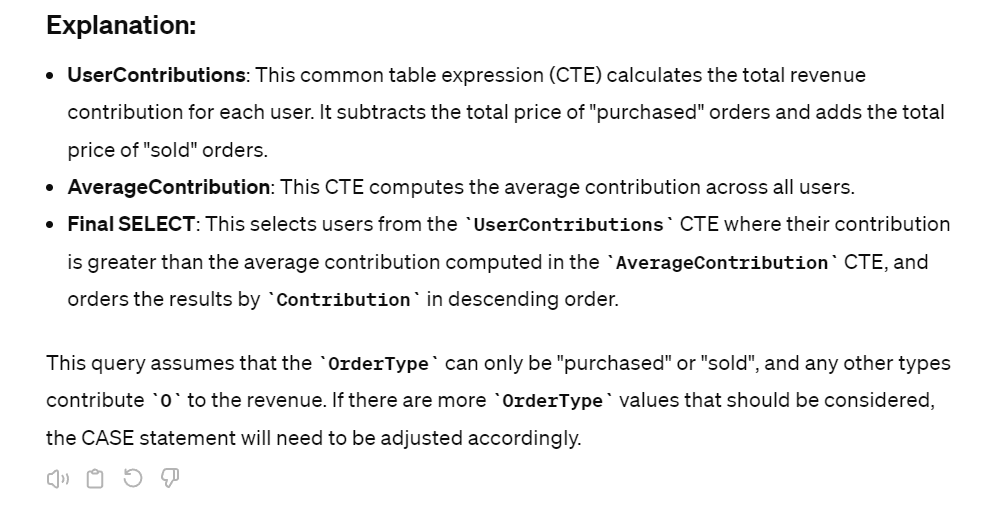 Explanation:
• UserContributions: This common table expression (CTE) calculates the total revenue
contribution for each user. It subtracts the total price of "purchased" orders and adds the total
price of "sold" orders.
• AverageContribution: This CTE computes the average contribution across all users.
• Final SELECT: This selects users from the `UserContributions` CTE where their contribution
is greater than the average contribution computed in the `AverageContribution` CTE, and
orders the results by `Contribution` in descending order.
This query assumes that the `OrderType` can only be "purchased" or "sold", and any other types
contribute `0` to the revenue. If there are more `OrderType` values that should be considered,
the CASE statement will need to be adjusted accordingly.